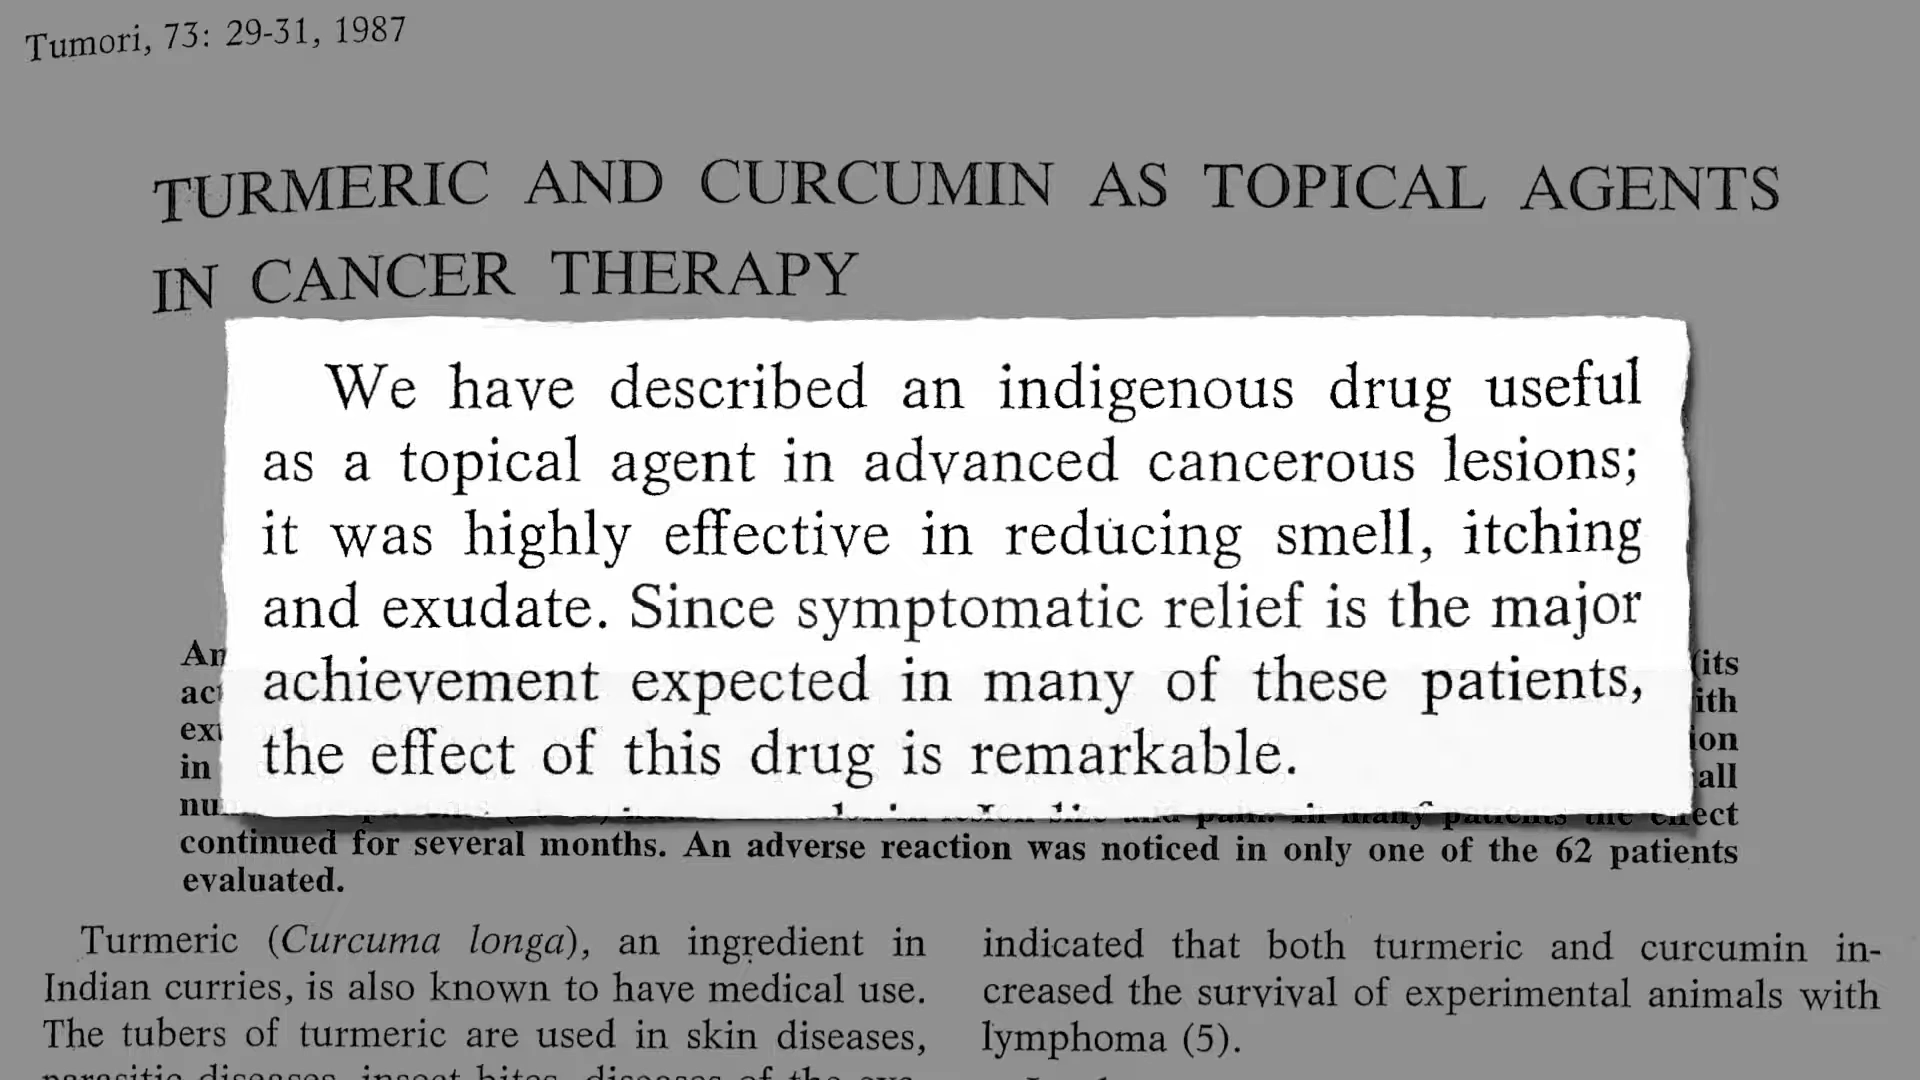 Tumori, 73: 29-31, 1987
TURMERIC AND CURCUMIN AS TOPICAL AGENTS
IN CANCER THERAPY
We have described an indigenous drug useful
as a topical agent in advanced cancerous lesions;
it was highly effective in reducing smell, itching
and exudate. Since symptomatic relief is the major
achievement expected in many of these patients,
the effect of this drug is remarkable.
(its
in
all
continued for several months. An adverse reaction was noticed in only one of the 62 patients
evaluated.
Turmeric (Curcuma longa), an ingredient in
Indian curries, is also known to have medical use.
The tubers of turmeric are used in skin diseases,
indicated that both turmeric and curcumin in-
creased the survival of experimental animals with
lymphoma (5).